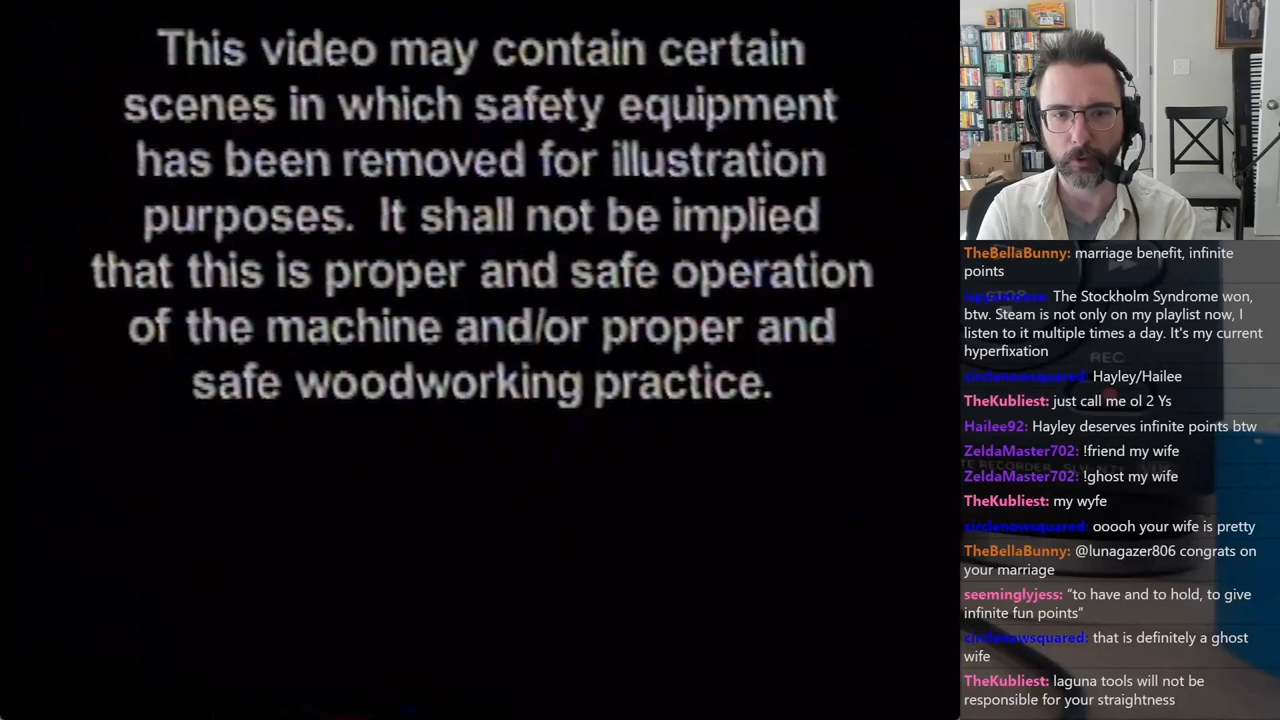 This video may contain certain
scenes in which safety equipment
has been removed for illustration
purposes. It shall not be implied
that this is proper and safe operation
of the machine and/or proper and
safe woodworking practice.
TheBellaBunny: marriage benefit, infinite
points
The Stockholm Syndrome won,
btw. Steam is not only on my playlist now, I
listen to it multiple times a day. It's my current
hyperfixation
REC
circlenowsquared: Hayley/Hailee
TheKubliest: just call me ol 2 Ys
Hailee92: Hayley deserves infinite points btw
ZeldaMaster702: !friend my wife
ZeldaMaster702: !ghost my wife
TheKubliest: my wyfe
circlenowsquared: ooooh your wife is pretty
TheBellaBunny: @lunagazer806 congrats on
your marriage
seeminglyjess: “to have and to hold, to give
infinite fun points”
circlenowsquared: that is definitely a ghost
wife
TheKubliest: laguna tools will not be
responsible for your straightness